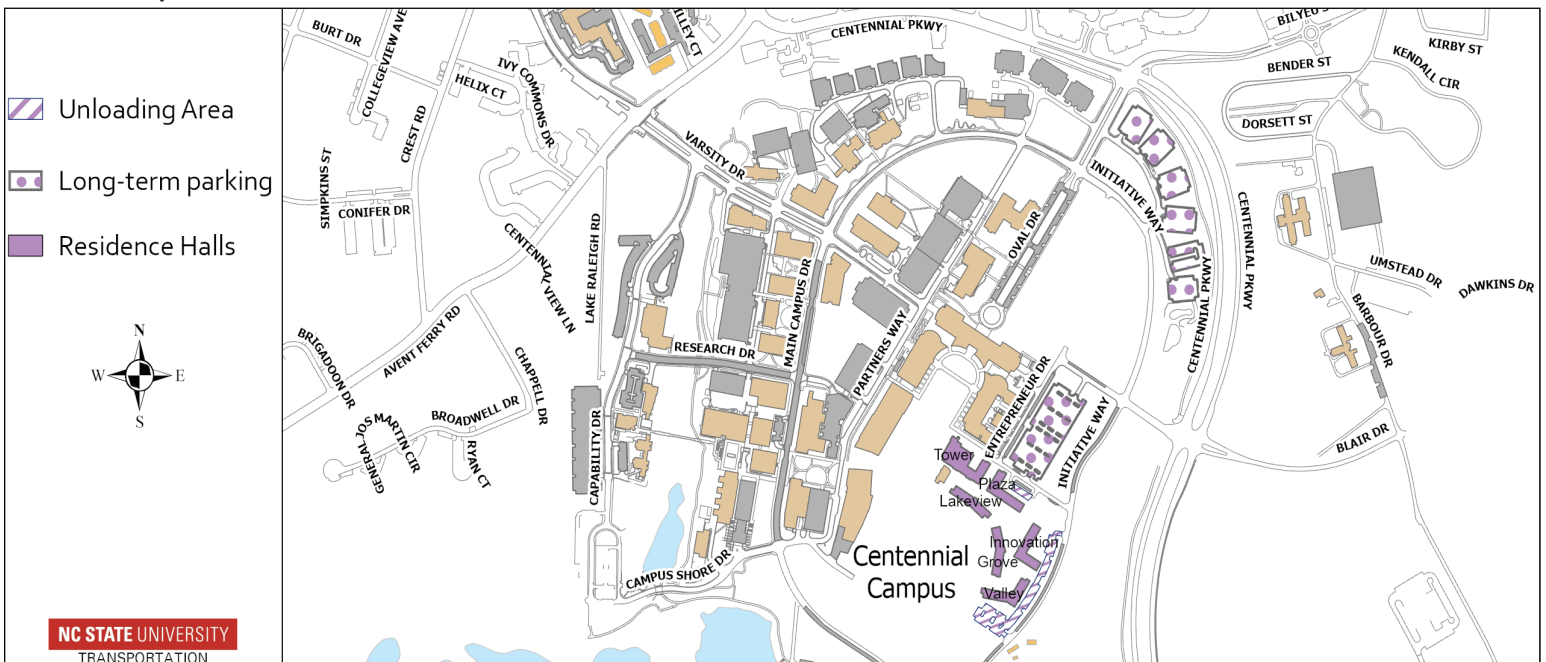 Unloading Area
Long-term parking
Residence Halls
N
W
E
S
NC STATE UNIVERSITY
TRANSPORTATION
BURT DR
COLLEGEVIEW AVE
CREST RD
HELIX CT
IVY COMMONS DR
CENTENNIAL PKWY
KIRBY ST
KENDALL CIR
BENDER ST
DORSETT ST
SIMPKINS ST
CONIFER DR
VARSITY DR
INITIATIVE WAY
CENTENNIAL VIEW LN
LAKE RALEIGH RD
OVAL DR
CENTENNIAL PKWY
CENTENNIAL PKWY
UMSTEAD DR
DAWKINS DR
BARBOUR DR
BRIGADOON DR
AVENT FERRY RD
CHAPPELL DR
RESEARCH DR
MAIN CAMPUS DR
PARTNERS WAY
ENTREPRENEUR DR
INITIATIVE WAY
BLAIR DR
GENERAL JOS MARTIN CIR
BROADWELL DR
RYAN CT
CAPABILITY DR
Tower
Plaza
Lakeview
Innovation
Grove
Valley
Centennial
Campus
CAMPUS SHORE DR